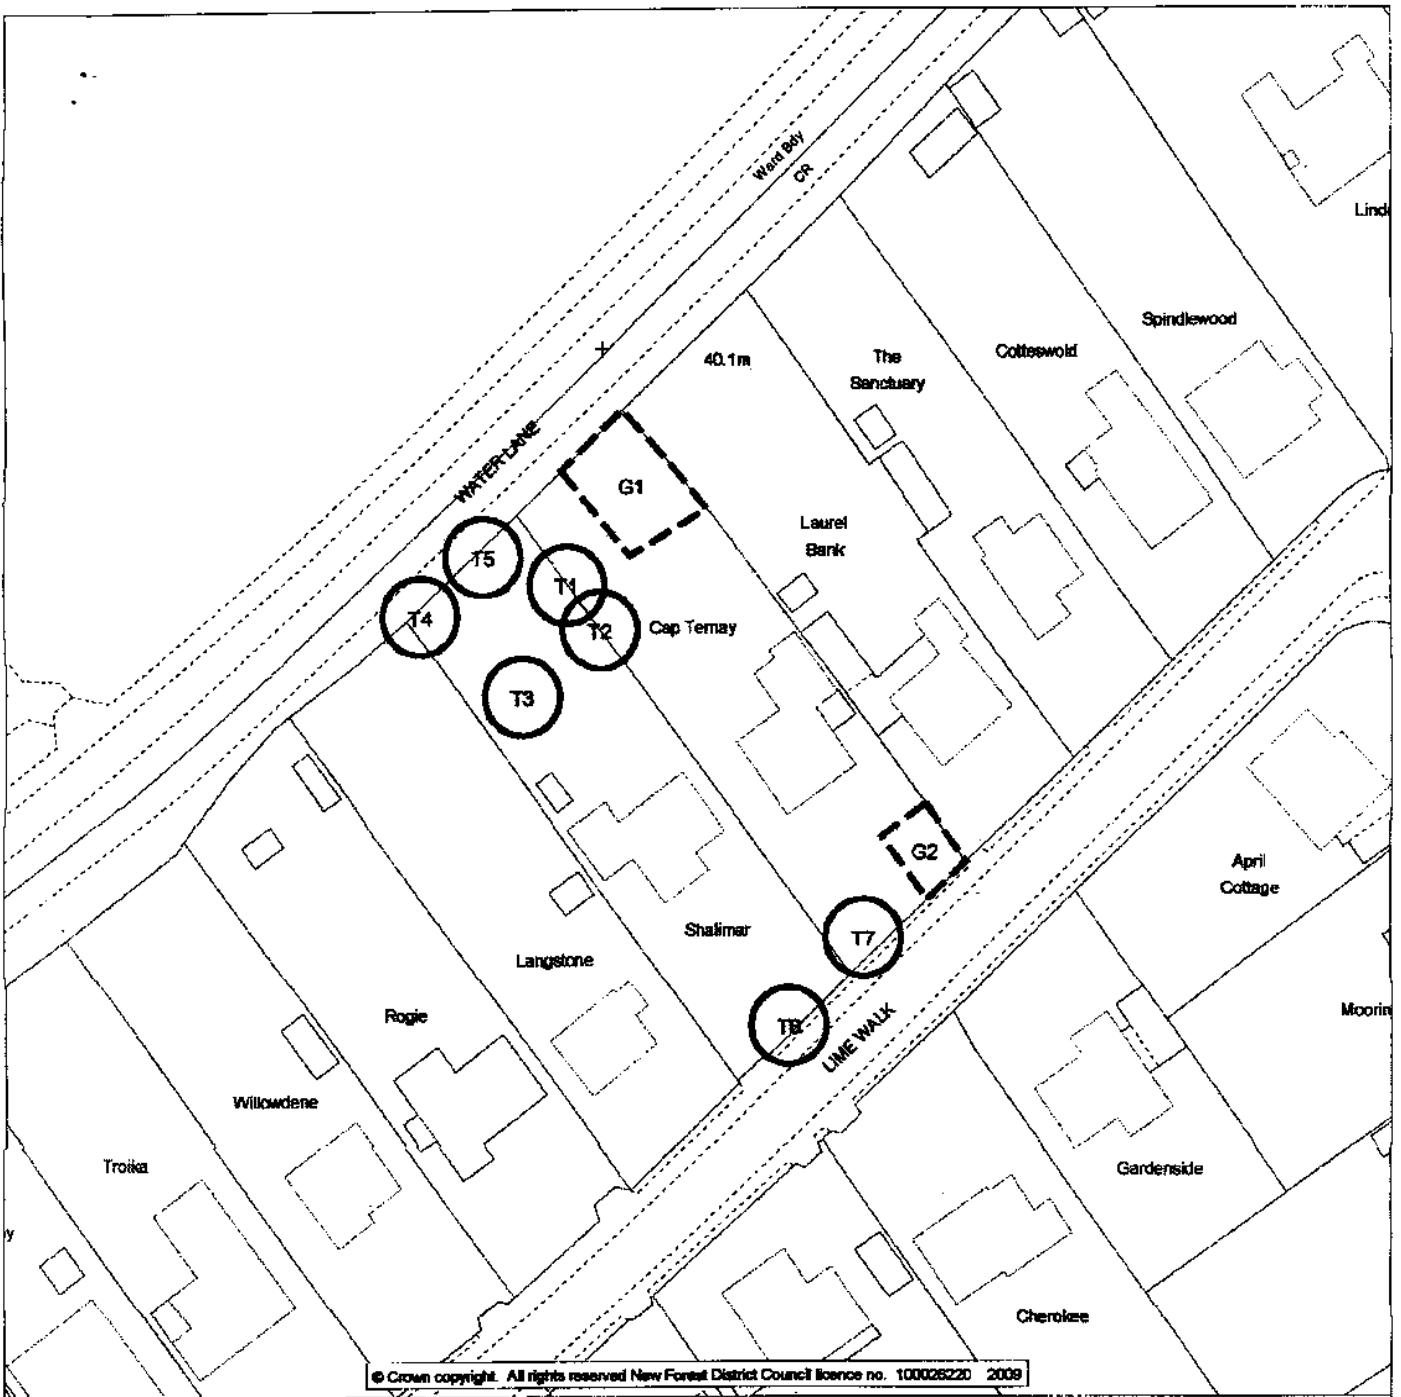 Ward Bdy
CR
Spindlewood
Cotteswold
The
Sanctuary
40.1m
WATER LANE
G1
Laurel
Bank
T5
T1
T4
T2
Cap Ternay
T3
G2
April
Cottage
Shalimar
T7
Langstone
Moorin
Rogie
LIME WALK
Willowdene
Troika
Gardenside
Cherokee
© Crown copyright. All rights reserved New Forest District Council licence no. 100026220 2009